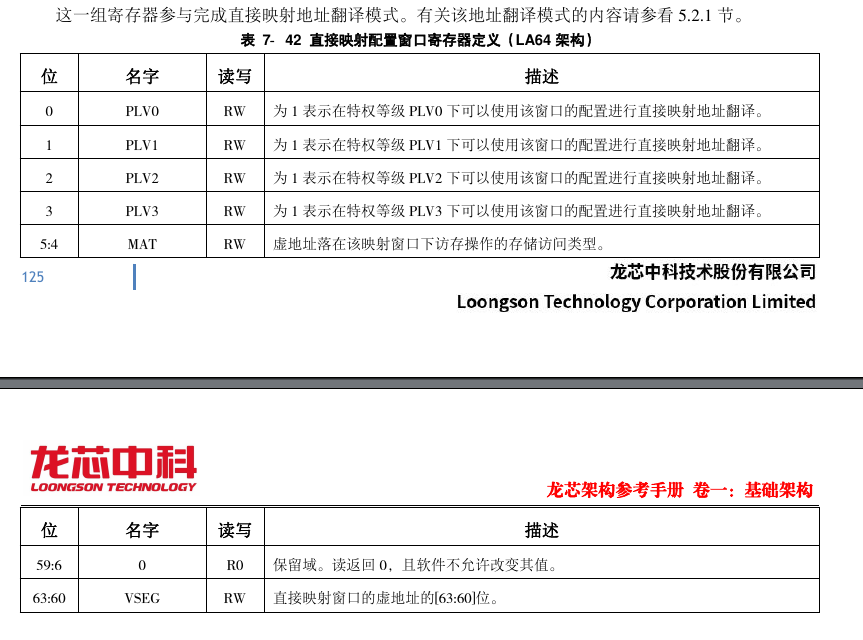 这一组寄存器参与完成直接映射地址翻译模式。有关该地址翻译模式的内容请参看 5.2.1 节。
表 7- 42 直接映射配置窗口寄存器定义（LA64 架构）
位 名字 读写 描述
0 PLV0 RW 为 1 表示在特权等级 PLV0 下可以使用该窗口的配置进行直接映射地址翻译。
1 PLV1 RW 为 1 表示在特权等级 PLV1 下可以使用该窗口的配置进行直接映射地址翻译。
2 PLV2 RW 为 1 表示在特权等级 PLV2 下可以使用该窗口的配置进行直接映射地址翻译。
3 PLV3 RW 为 1 表示在特权等级 PLV3 下可以使用该窗口的配置进行直接映射地址翻译。
5:4 MAT RW 虚地址落在该映射窗口下访存操作的存储访问类型。
125 龙芯中科技术股份有限公司
Loongson Technology Corporation Limited
龙芯中科
LOONGSON TECHNOLOGY
龙芯架构参考手册 卷一：基础架构
位 名字 读写 描述
59:6 0 R0 保留域。读返回 0，且软件不允许改变其值。
63:60 VSEG RW 直接映射窗口的虚地址的[63:60]位。